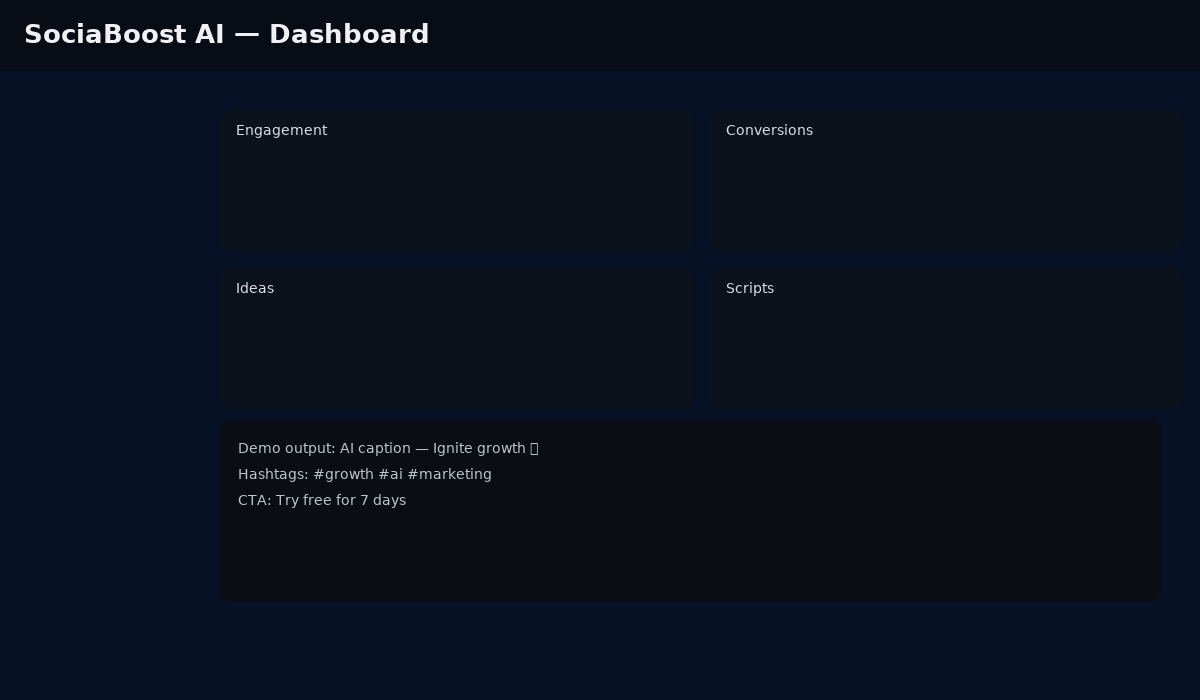 SociaBoost AI — Dashboard
Engagement
Conversions
Ideas
Scripts
Demo output: AI caption — Ignite growth
Hashtags: #growth #ai #marketing
CTA: Try free for 7 days